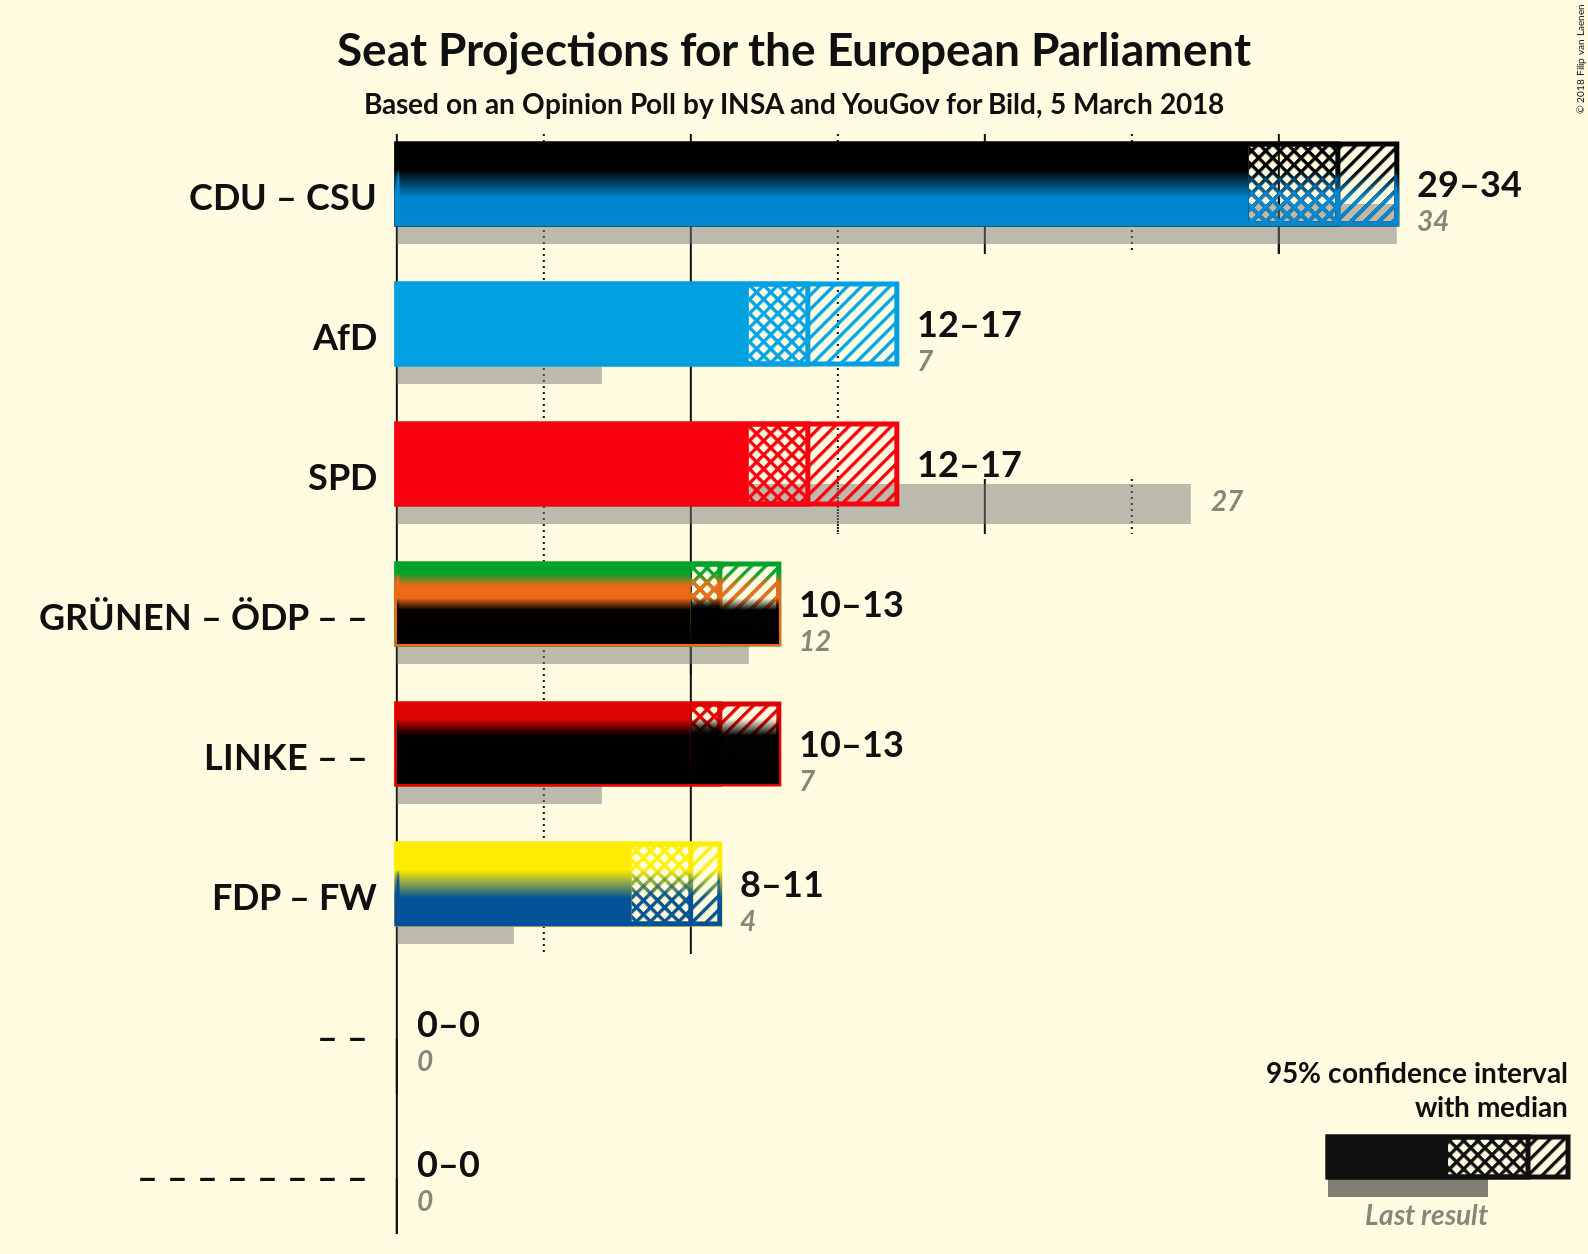 Seat Projections for the European Parliament
Based on an Opinion Poll by INSA and YouGov for Bild, 5 March 2018
© 2018 Filip van Laenen
CDU – CSU
29–34
34
AfD
12–17
7
SPD
12–17
27
GRÜNEN – ÖDP – –
10–13
12
LINKE – –
10–13
7
FDP – FW
8–11
4
– –
0–0
0
– – – – – – – –
0–0
0
95% confidence interval
with median
Last result